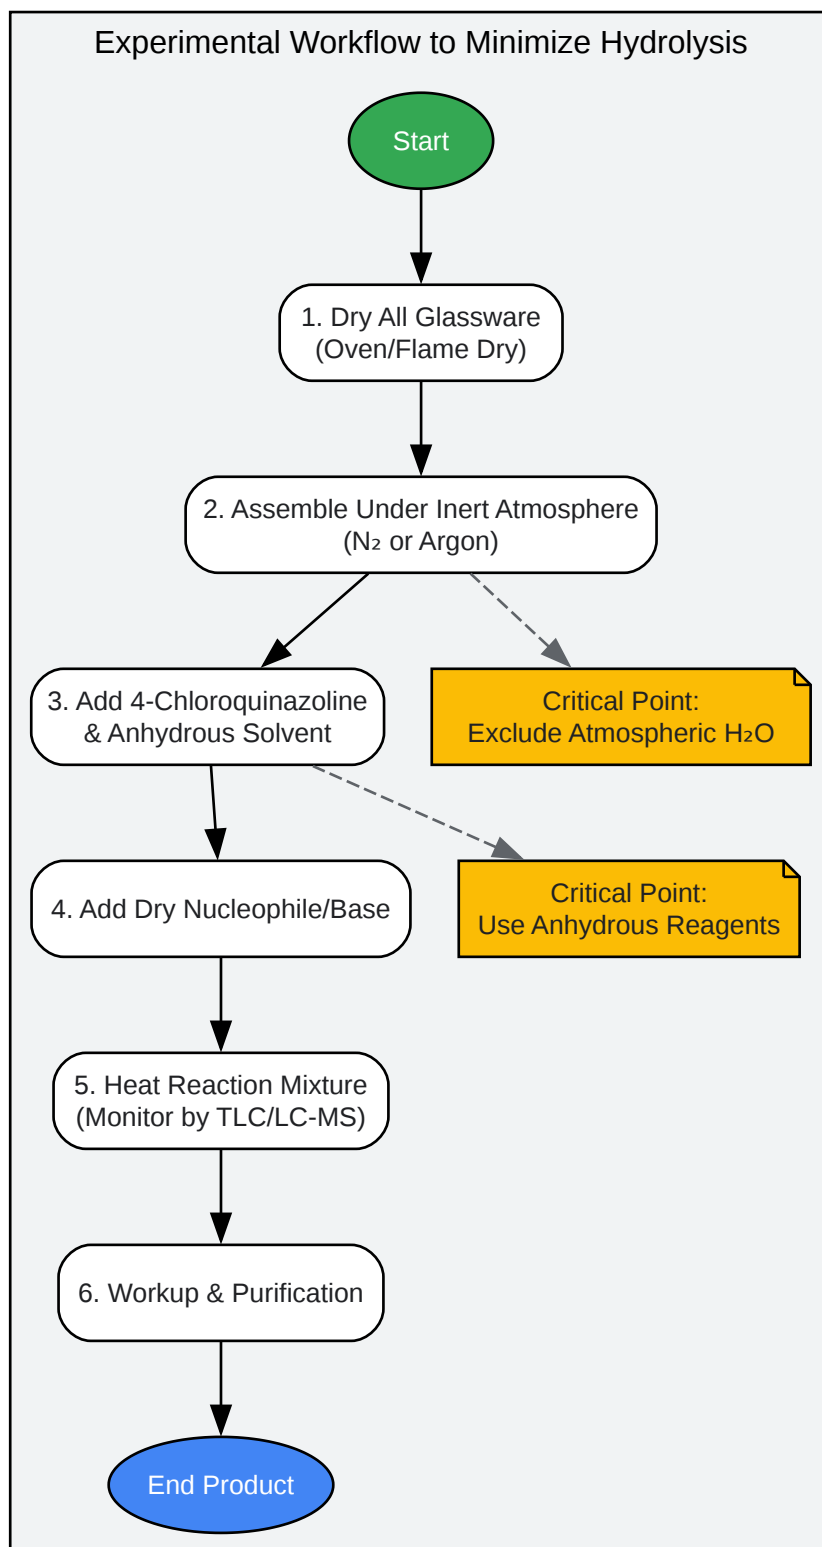 Experimental Workflow to Minimize Hydrolysis
Start
1. Dry All Glassware
(Oven/Flame Dry)
2. Assemble Under Inert Atmosphere
(N₂ or Argon)
3. Add 4-Chloroquinazoline
& Anhydrous Solvent
Critical Point:
Exclude Atmospheric H₂O
4. Add Dry Nucleophile/Base
Critical Point:
Use Anhydrous Reagents
5. Heat Reaction Mixture
(Monitor by TLC/LC-MS)
6. Workup & Purification
End Product